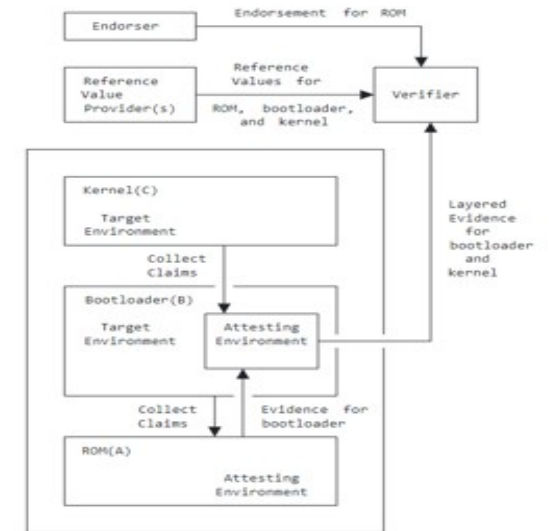 Endorsement for ROM
Endorser
Reference
Value
Provider(s)
Reference
Values for
ROM, bootloader,
and kernel
Verifier
Kernel(C)
Target
Environment
Collect
Claims
Layered
Evidence
for
bootloader
and
kernel
Bootloader(B)
Target
Environment
Attesting
Environment
Collect
Claims
Evidence for
bootloader
ROM(A)
Attesting
Environment